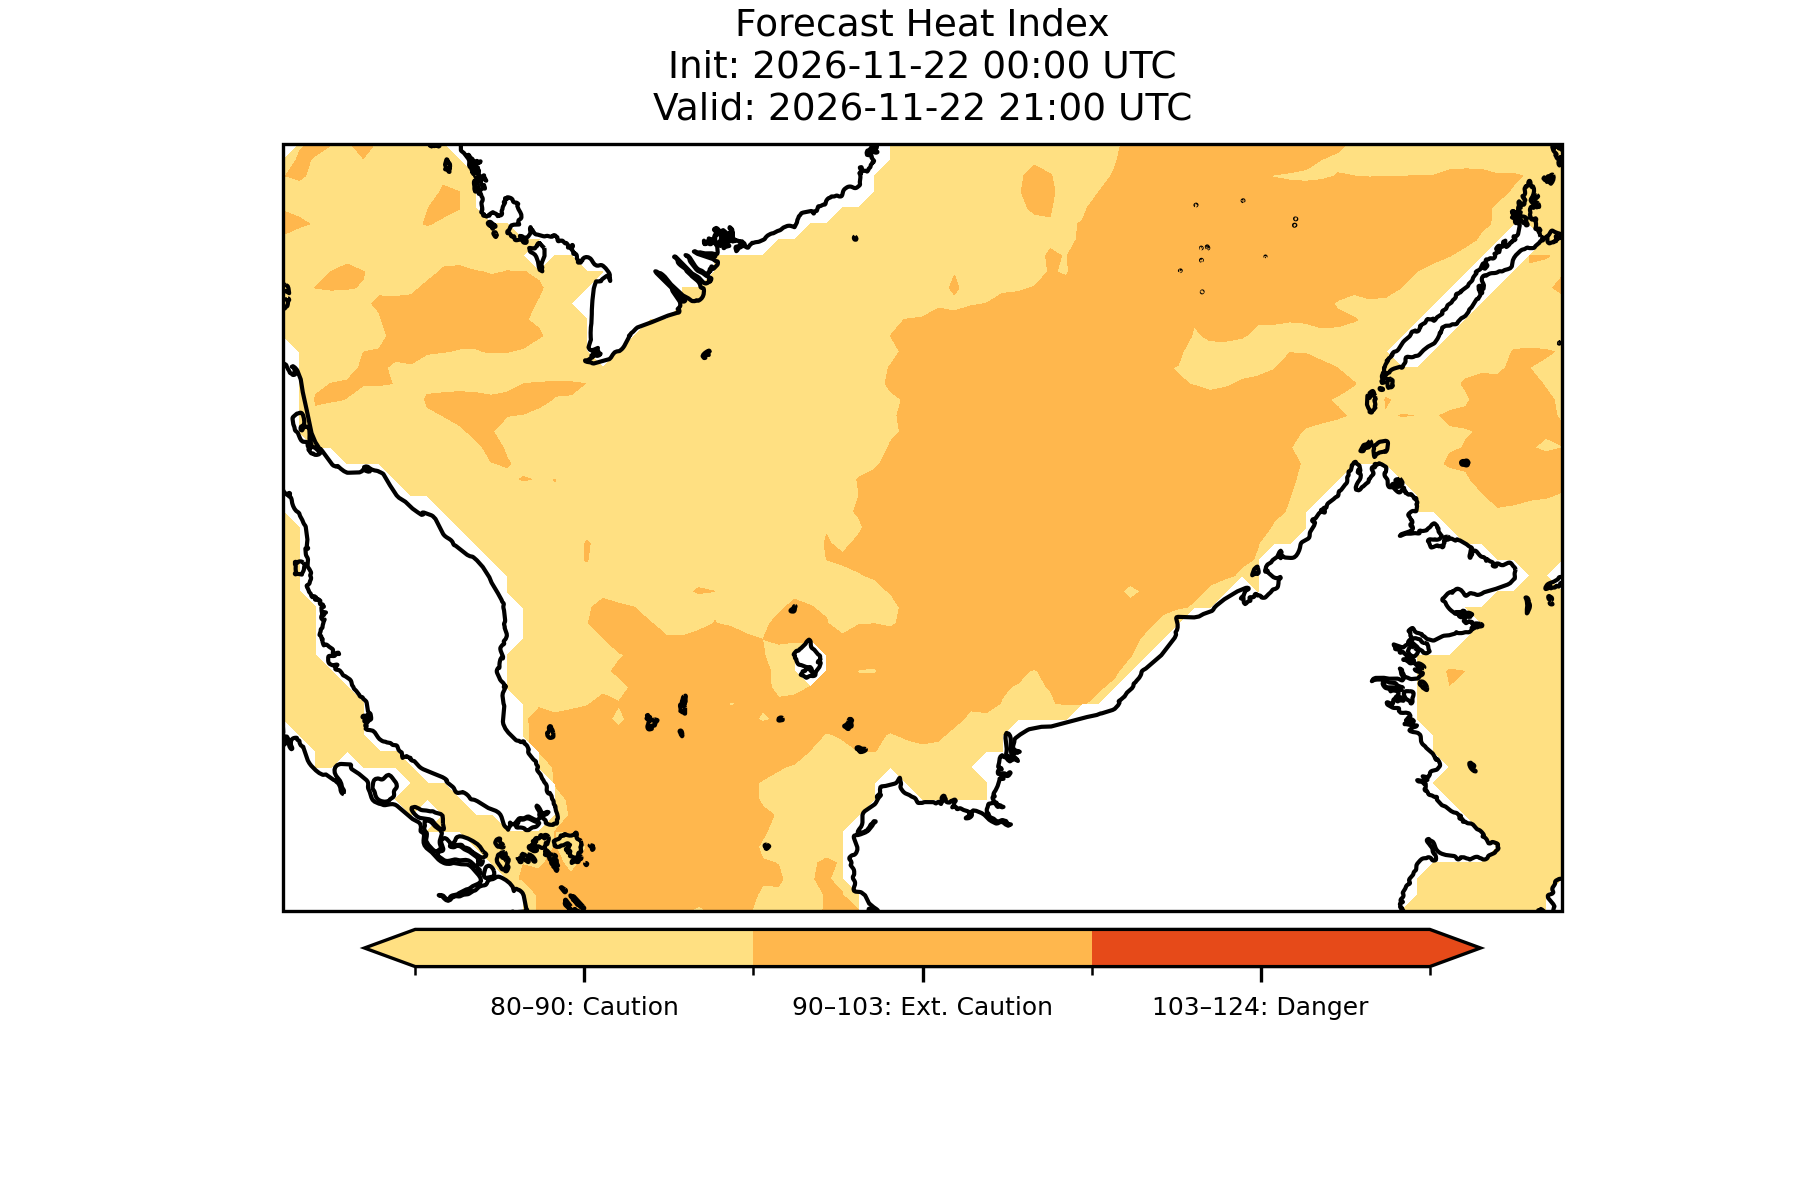 Forecast Heat Index
Init: 2026-11-22 00:00 UTC
Valid: 2026-11-22 21:00 UTC
80–90: Caution
90–103: Ext. Caution
103–124: Danger